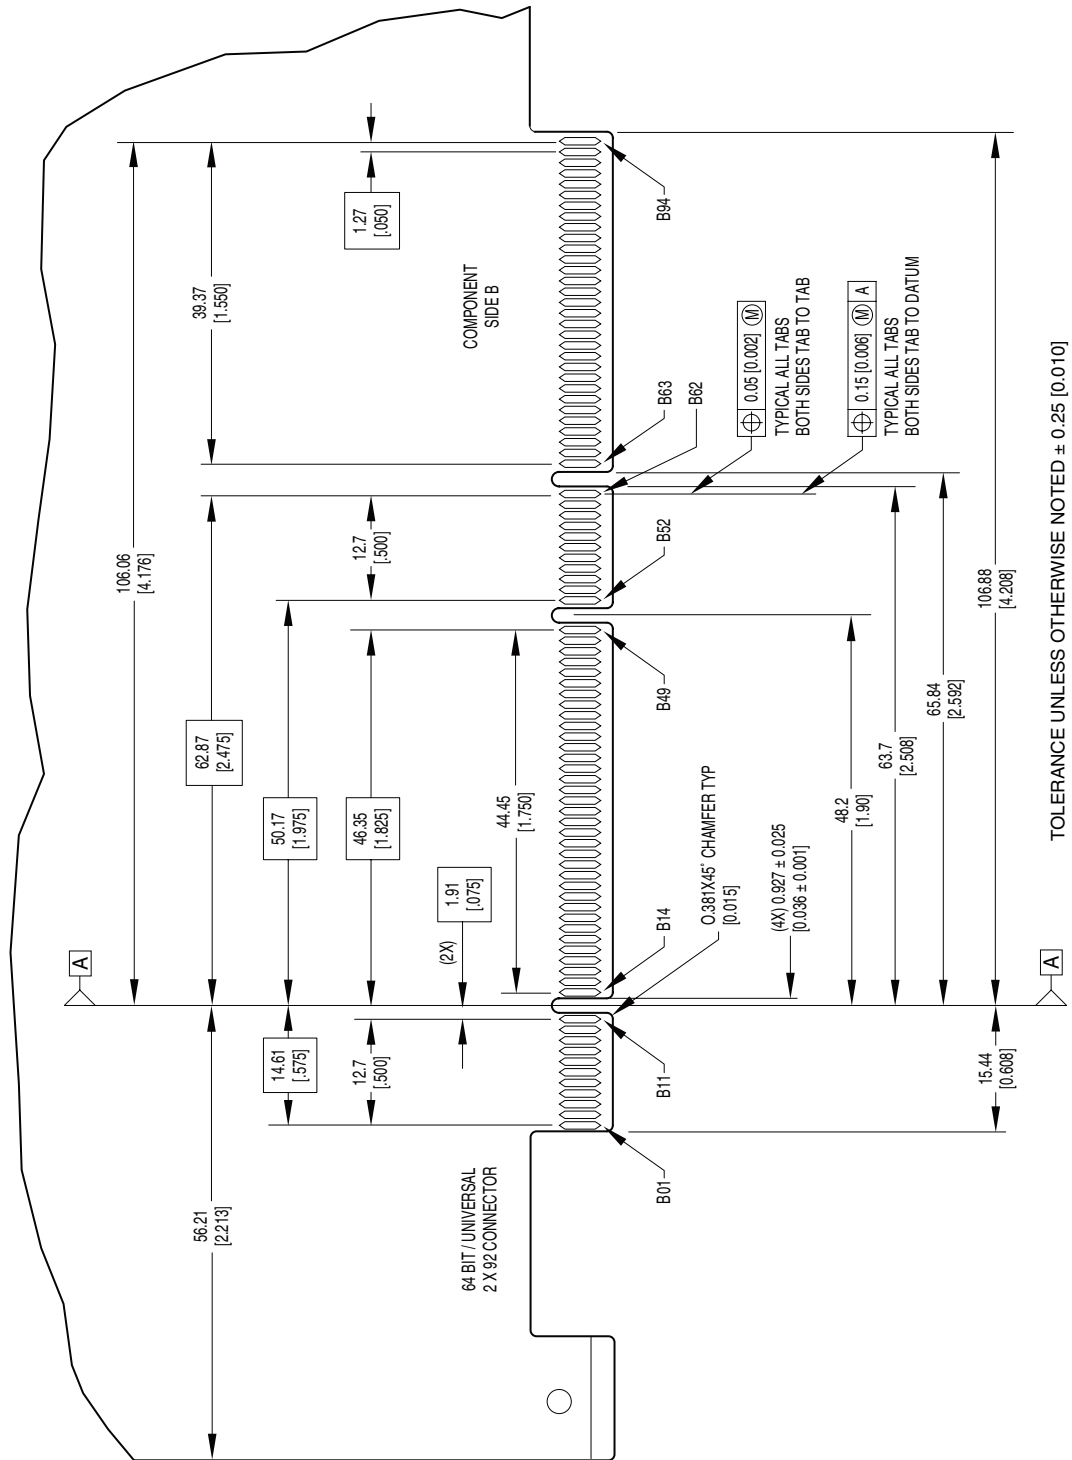 106.06
[4.176]
39.37
[1.550]
1.27
[.050]
62.87
[2.475]
12.7
[.500]
50.17
[1.975]
46.35
[1.825]
44.45
[1.750]
1.91
[.075]
(2X)
A
56.21
[2.213]
14.61
[.575]
12.7
[.500]
COMPONENT
SIDE B
64 BIT / UNIVERSAL
2 X 92 CONNECTOR
B01
B11
B14
B49
B52
B62
B63
B94
O.381X45° CHAMFER TYP
[0.015]
(4X) 0.927 ± 0.025
[0.036 ± 0.001]
0.05 [0.002] M
TYPICAL ALL TABS
BOTH SIDES TAB TO TAB
0.15 [0.006] M A
TYPICAL ALL TABS
BOTH SIDES TAB TO DATUM
48.2
[1.90]
63.7
[2.508]
65.84
[2.592]
15.44
[0.608]
106.88
[4.208]
A
TOLERANCE UNLESS OTHERWISE NOTED ± 0.25 [0.010]